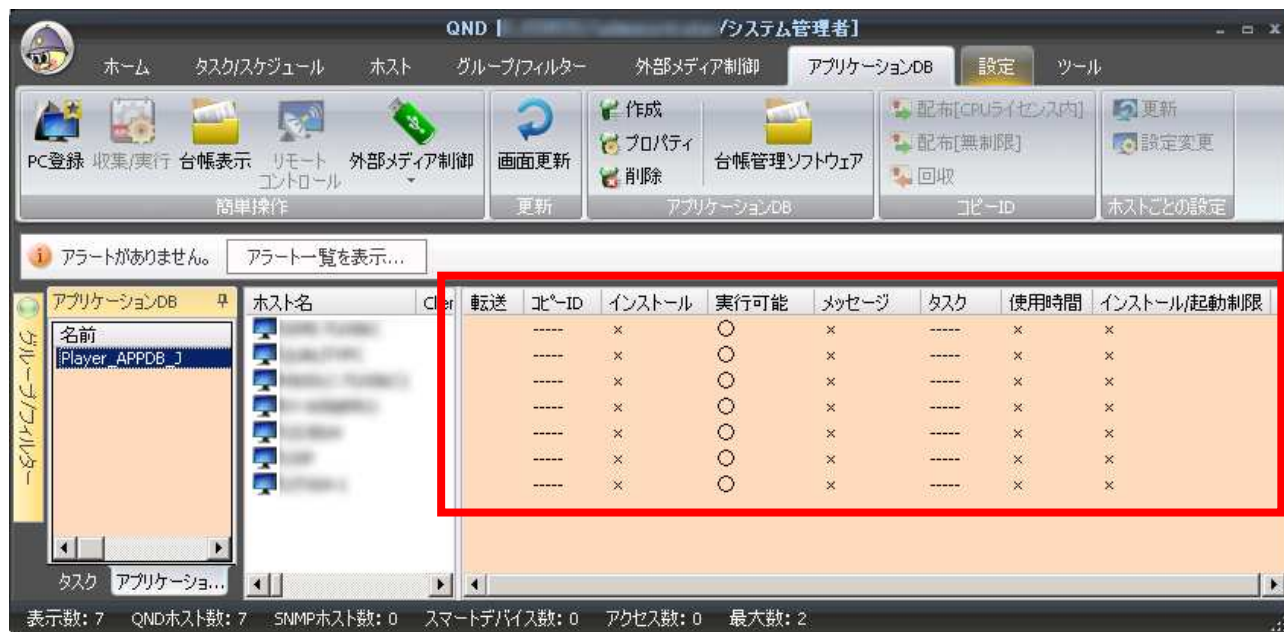 QND [ /システム管理者]
ホーム タスク/スケジュール ホスト グループ/フィルター 外部メディア制御 アプリケーションDB 設定 ツール
PC登録 収集/実行 台帳表示 リモートコントロール 外部メディア制御 画面更新 台帳管理ソフトウェア
作成 配布[CPUライセンス内] 更新
プロパティ 配布[無制限] 設定変更
削除 回収
簡単操作 更新 アプリケーションDB コピーID ホストごとの設定
アラートがありません。 アラート一覧を表示...
グループ/フィルター
アプリケーションDB
名前
Player_APPDB_J
ホスト名 Clier 転送 コピーID インストール 実行可能 メッセージ タスク 使用時間 インストール/起動制限
----- × ○ × ----- × ×
----- × ○ × ----- × ×
----- × ○ × ----- × ×
----- × ○ × ----- × ×
----- × ○ × ----- × ×
----- × ○ × ----- × ×
----- × ○ × ----- × ×
タスク アプリケーショ...
表示数: 7 QNDホスト数: 7 SNMPホスト数: 0 スマートデバイス数: 0 アクセス数: 0 最大数: 2